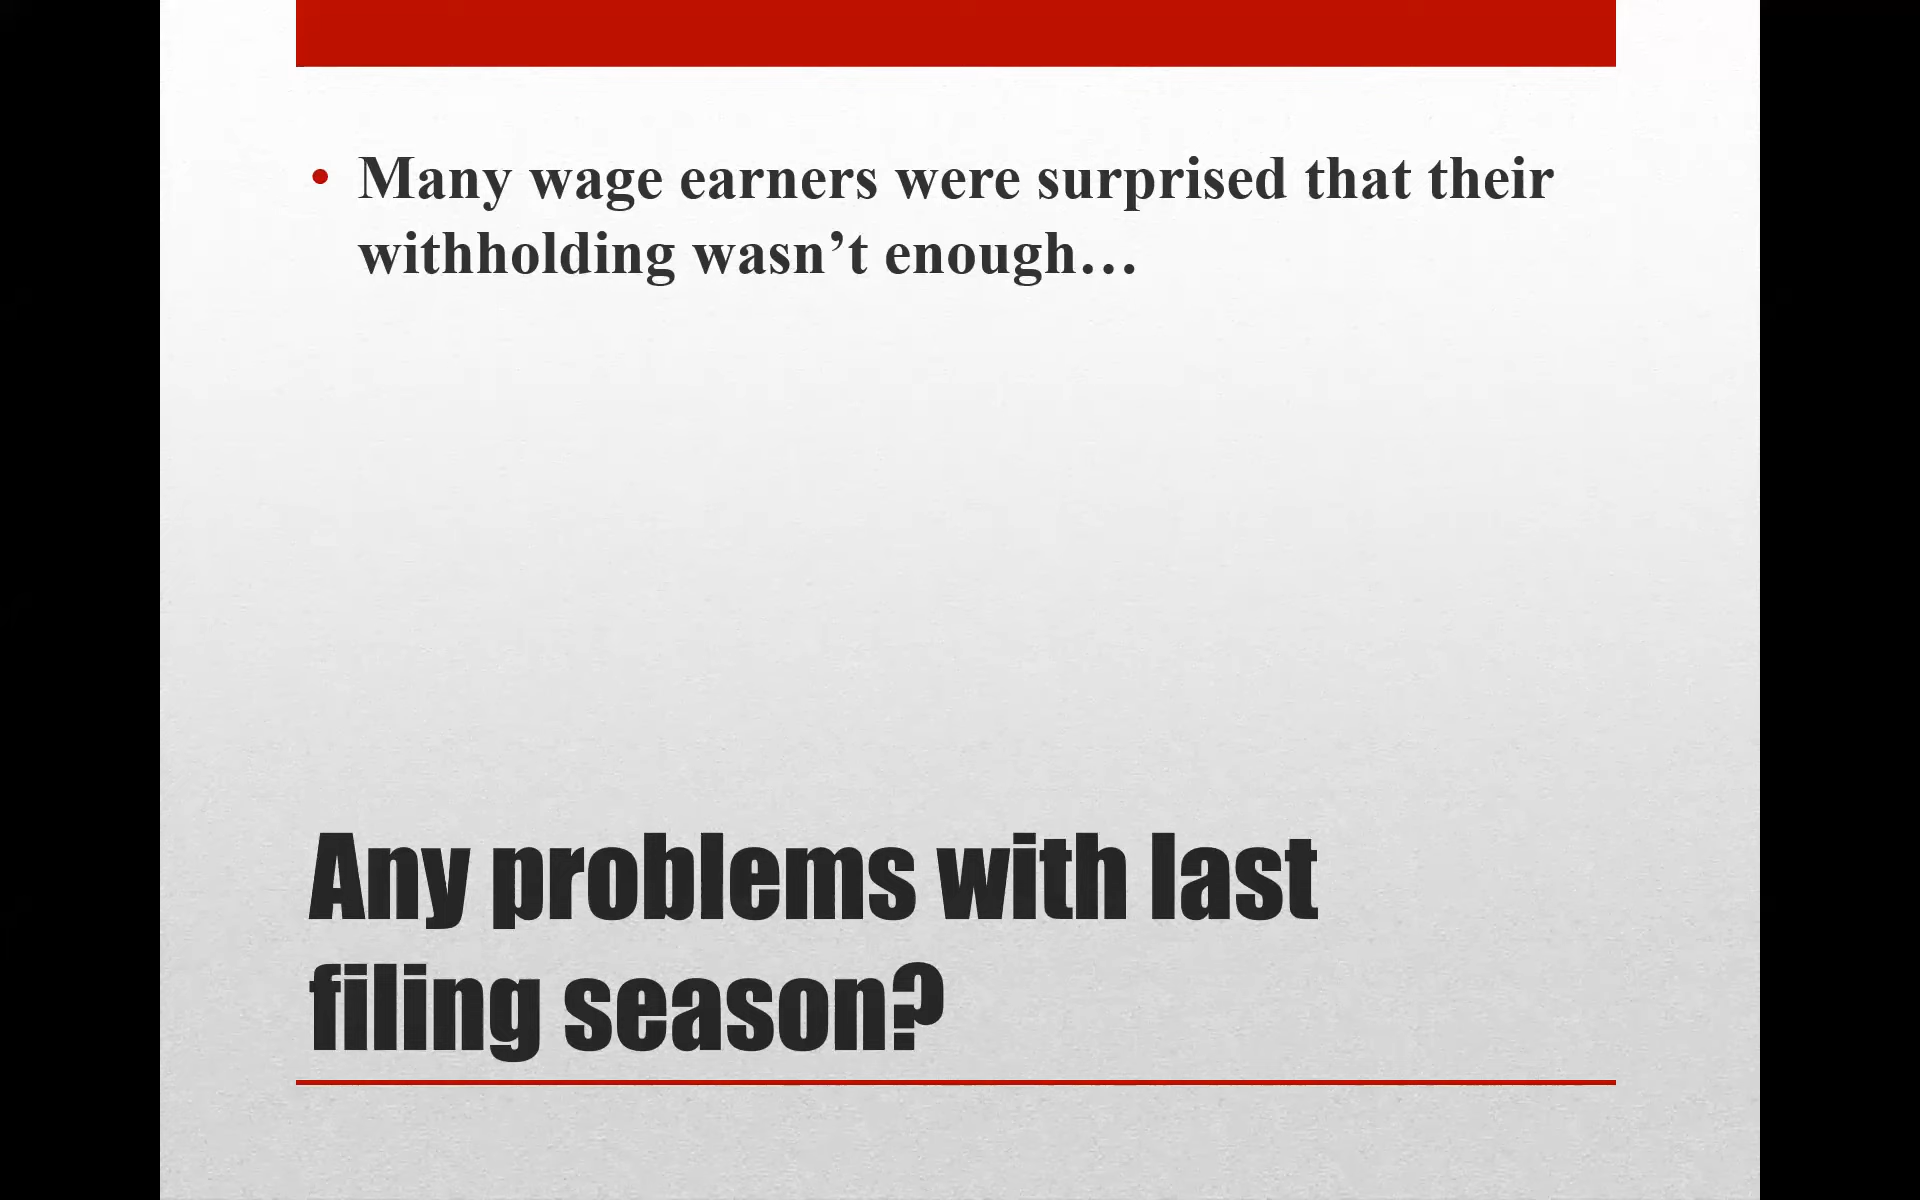 • Many wage earners were surprised that their
withholding wasn’t enough…
Any problems with last
filing season?